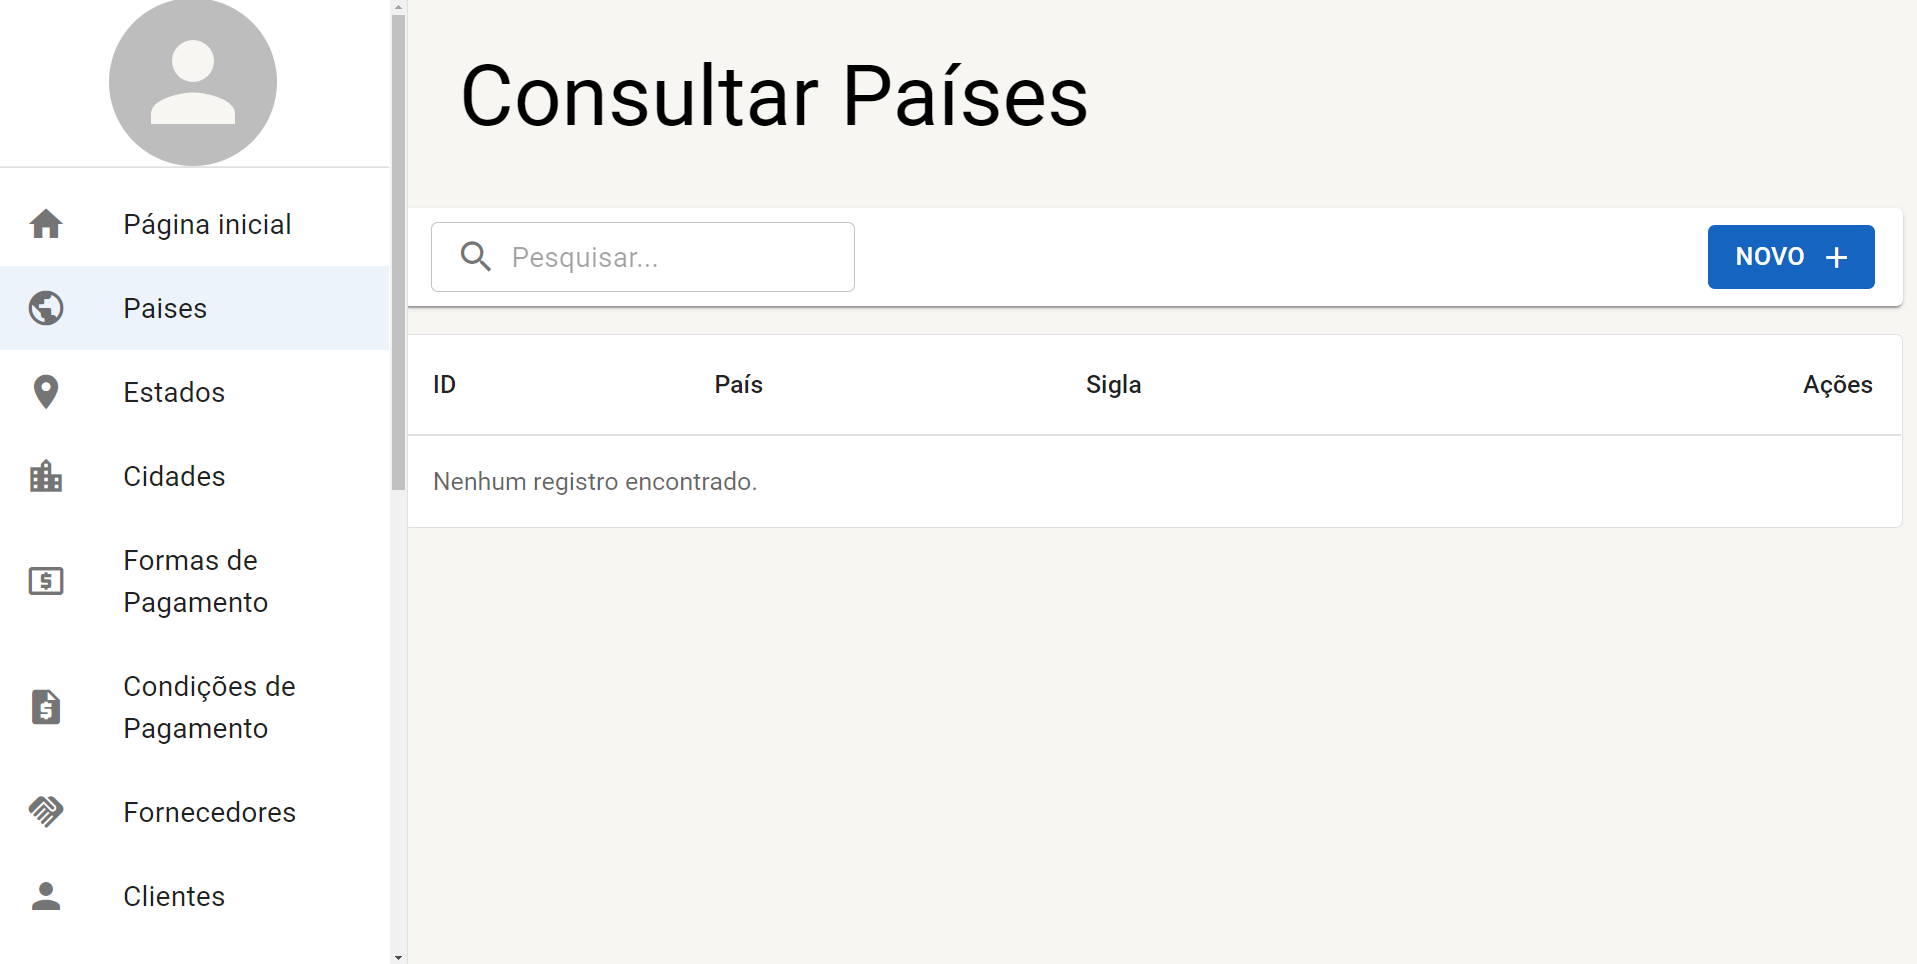 Consultar Países
Página inicial
Paises
Estados
Cidades
Formas de
Pagamento
Condições de
Pagamento
Fornecedores
Clientes
Pesquisar...
NOVO +
ID País Sigla Ações
Nenhum registro encontrado.